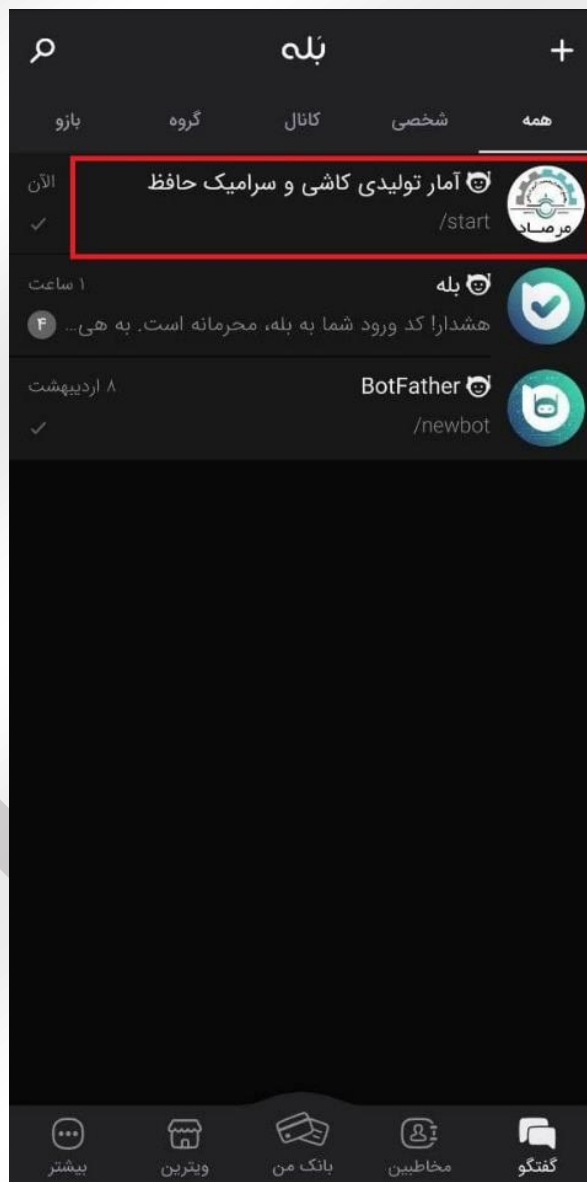 بَله
همه شخصی کانال گروه بازو
آمار تولیدی کاشی و سرامیک حافظ الآن
/start
مرصاد
بله ۱ ساعت
هشدار! کد ورود شما به بله، محرمانه است. به هی... ۴
BotFather ۸ اردیبهشت
/newbot
گفتگو مخاطبین بانک من ویترین بیشتر